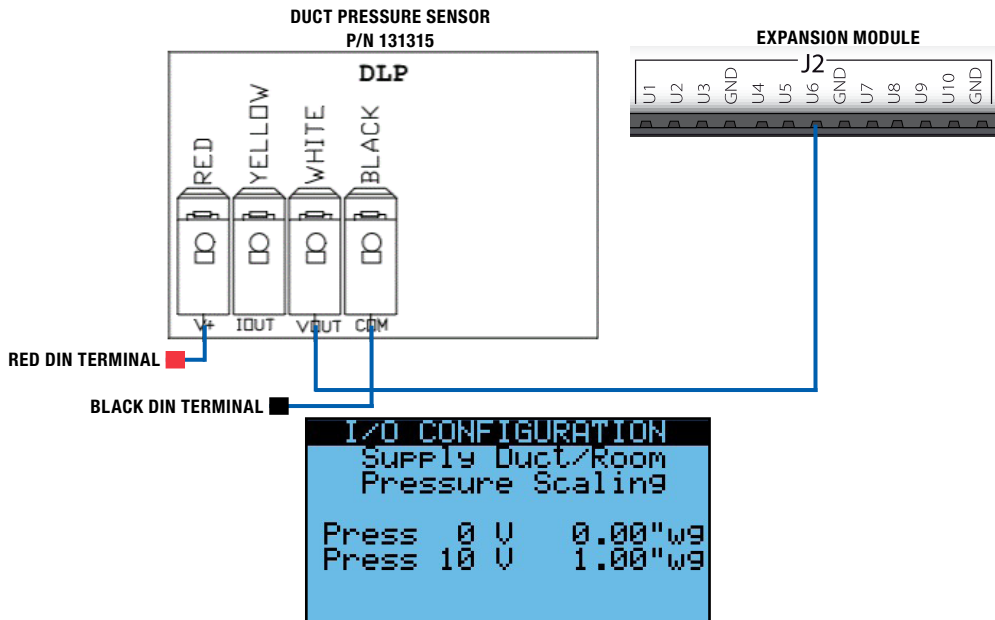 DUCT PRESSURE SENSOR
P/N 131315
DLP
RED
YELLOW
WHITE
BLACK
V+ IOUT VOUT COM
EXPANSION MODULE
J2
U1 U2 U3 GND U4 U5 U6 GND U7 U8 U9 U10 GND
RED DIN TERMINAL
BLACK DIN TERMINAL
I/O CONFIGURATION
Supply Duct/Room
Pressure Scaling
Press 0 V 0.00"wg
Press 10 V 1.00"wg